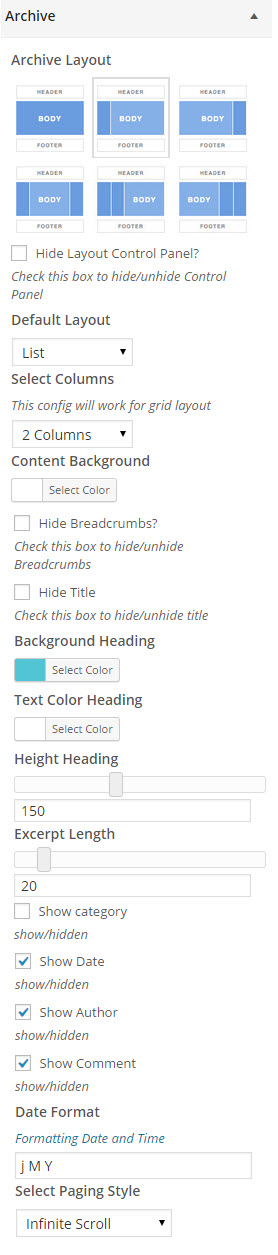 Archive
Archive Layout
HEADER HEADER HEADER
BODY BODY BODY
FOOTER FOOTER FOOTER
HEADER HEADER HEADER
BODY BODY BODY
FOOTER FOOTER FOOTER
Hide Layout Control Panel?
Check this box to hide/unhide Control
Panel
Default Layout
List
Select Columns
This config will work for grid layout
2 Columns
Content Background
Select Color
Hide Breadcrumbs?
Check this box to hide/unhide
Breadcrumbs
Hide Title
Check this box to hide/unhide title
Background Heading
Select Color
Text Color Heading
Select Color
Height Heading
150
Excerpt Length
20
Show category
show/hidden
Show Date
show/hidden
Show Author
show/hidden
Show Comment
show/hidden
Date Format
Formatting Date and Time
j M Y
Select Paging Style
Infinite Scroll